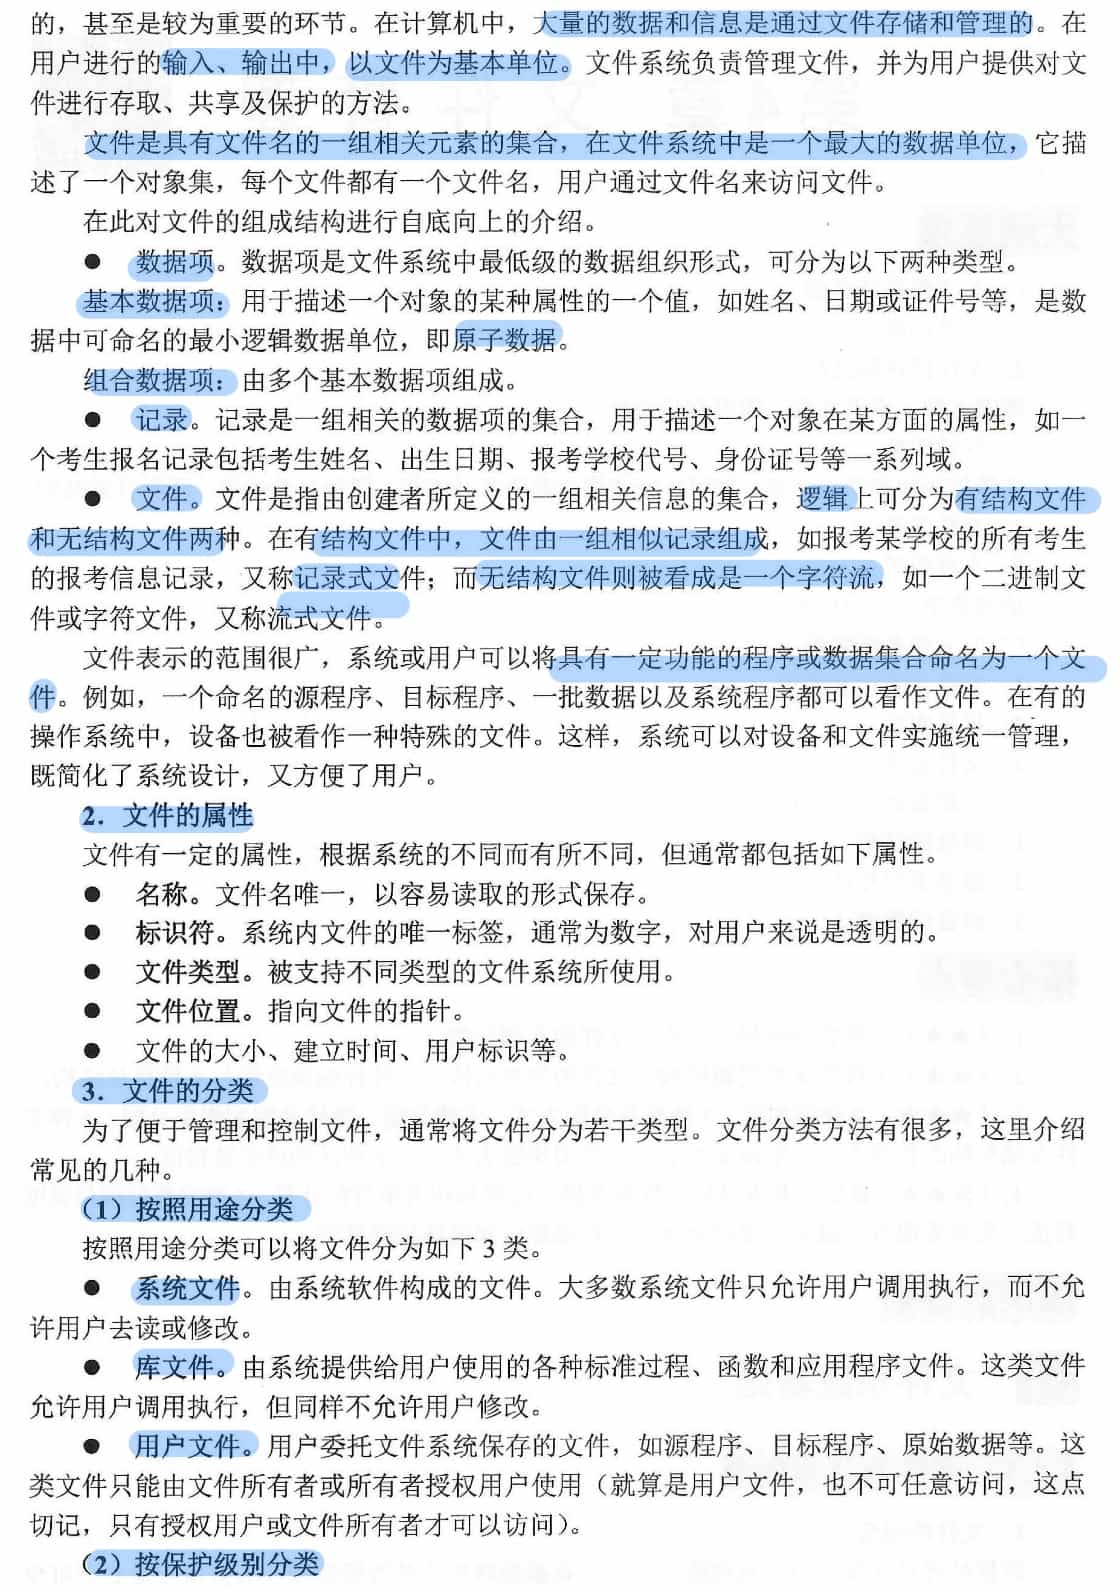 的，甚至是较为重要的环节。在计算机中，大量的数据和信息是通过文件存储和管理的。在
用户进行的输入、输出中，以文件为基本单位。文件系统负责管理文件，并为用户提供对文
件进行存取、共享及保护的方法。
文件是具有文件名的一组相关元素的集合，在文件系统中是一个最大的数据单位，它描
述了一个对象集，每个文件都有一个文件名，用户通过文件名来访问文件。
在此对文件的组成结构进行自底向上的介绍。
● 数据项。数据项是文件系统中最低级的数据组织形式，可分为以下两种类型。
基本数据项：用于描述一个对象的某种属性的一个值，如姓名、日期或证件号等，是数
据中可命名的最小逻辑数据单位，即原子数据。
组合数据项：由多个基本数据项组成。
● 记录。记录是一组相关的数据项的集合，用于描述一个对象在某方面的属性，如一
个考生报名记录包括考生姓名、出生日期、报考学校代号、身份证号等一系列域。
● 文件。文件是指由创建者所定义的一组相关信息的集合，逻辑上可分为有结构文件
和无结构文件两种。在有结构文件中，文件由一组相似记录组成，如报考某学校的所有考生
的报考信息记录，又称记录式文件；而无结构文件则被看成是一个字符流，如一个二进制文
件或字符文件，又称流式文件。
文件表示的范围很广，系统或用户可以将具有一定功能的程序或数据集合命名为一个文
件。例如，一个命名的源程序、目标程序、一批数据以及系统程序都可以看作文件。在有的
操作系统中，设备也被看作一种特殊的文件。这样，系统可以对设备和文件实施统一管理，
既简化了系统设计，又方便了用户。
2．文件的属性
文件有一定的属性，根据系统的不同而有所不同，但通常都包括如下属性。
● 名称。文件名唯一，以容易读取的形式保存。
● 标识符。系统内文件的唯一标签，通常为数字，对用户来说是透明的。
● 文件类型。被支持不同类型的文件系统所使用。
● 文件位置。指向文件的指针。
● 文件的大小、建立时间、用户标识等。
3．文件的分类
为了便于管理和控制文件，通常将文件分为若干类型。文件分类方法有很多，这里介绍
常见的几种。
（1）按照用途分类
按照用途分类可以将文件分为如下 3 类。
● 系统文件。由系统软件构成的文件。大多数系统文件只允许用户调用执行，而不允
许用户去读或修改。
● 库文件。由系统提供给用户使用的各种标准过程、函数和应用程序文件。这类文件
允许用户调用执行，但同样不允许用户修改。
● 用户文件。用户委托文件系统保存的文件，如源程序、目标程序、原始数据等。这
类文件只能由文件所有者或所有者授权用户使用（就算是用户文件，也不可任意访问，这点
切记，只有授权用户或文件所有者才可以访问）。
（2）按保护级别分类